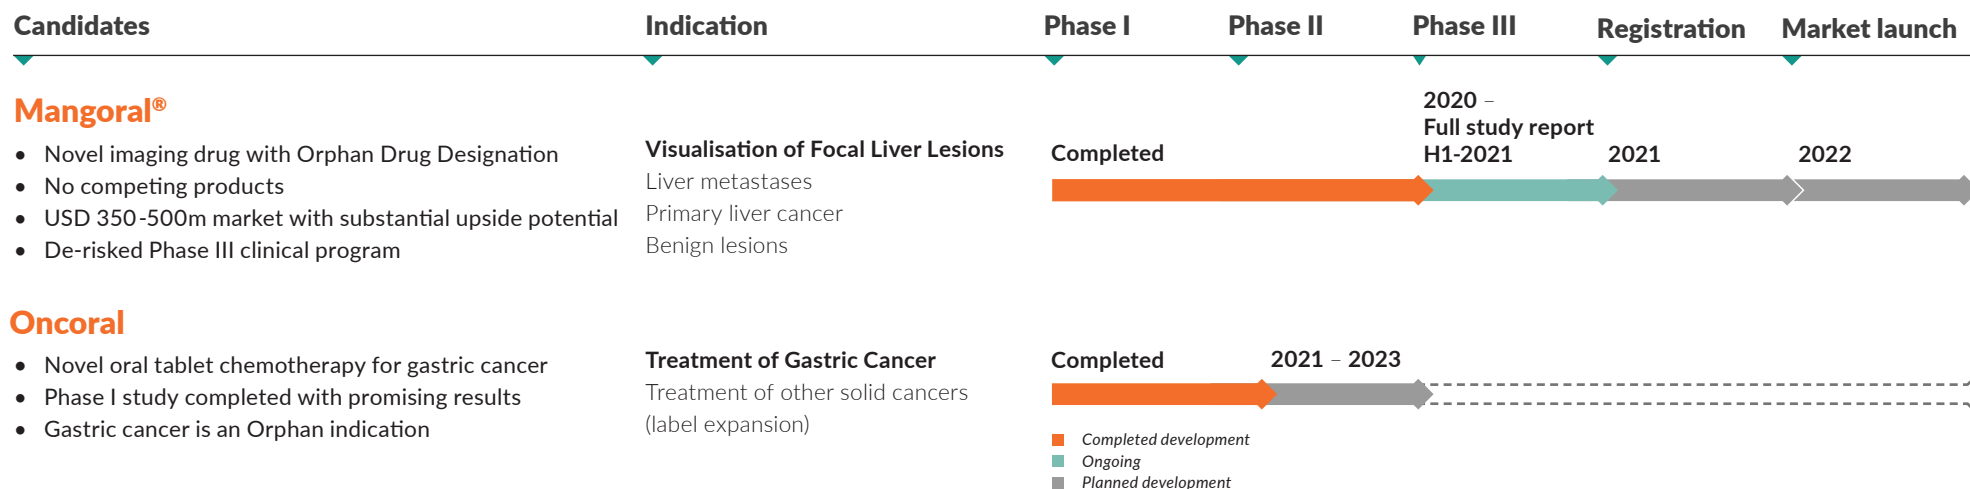 Candidates
Indication
Phase I
Phase II
Phase III
Registration
Market launch
Mangoral®
• Novel imaging drug with Orphan Drug Designation
• No competing products
• USD 350-500m market with substantial upside potential
• De-risked Phase III clinical program
Visualisation of Focal Liver Lesions
Liver metastases
Primary liver cancer
Benign lesions
Completed
2020 –
Full study report
H1-2021
2021
2022
Oncoral
• Novel oral tablet chemotherapy for gastric cancer
• Phase I study completed with promising results
• Gastric cancer is an Orphan indication
Treatment of Gastric Cancer
Treatment of other solid cancers
(label expansion)
Completed
2021 – 2023
Completed development
Ongoing
Planned development